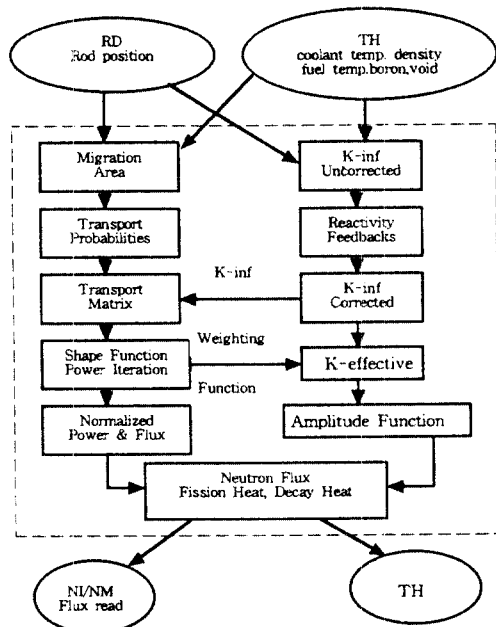 RD
Rod position
TH
coolant temp. density
fuel temp.boron,void
Migration
Area
K-inf
Uncorrected
Transport
Probabilities
Reactivity
Feedbacks
K-inf
Transport
Matrix
K-inf
Corrected
Weighting
Shape Function
Power Iteration
K-effective
Function
Normalized
Power & Flux
Amplitude Function
Neutron Flux
Fission Heat, Decay Heat
NI/NM
Flux read
TH